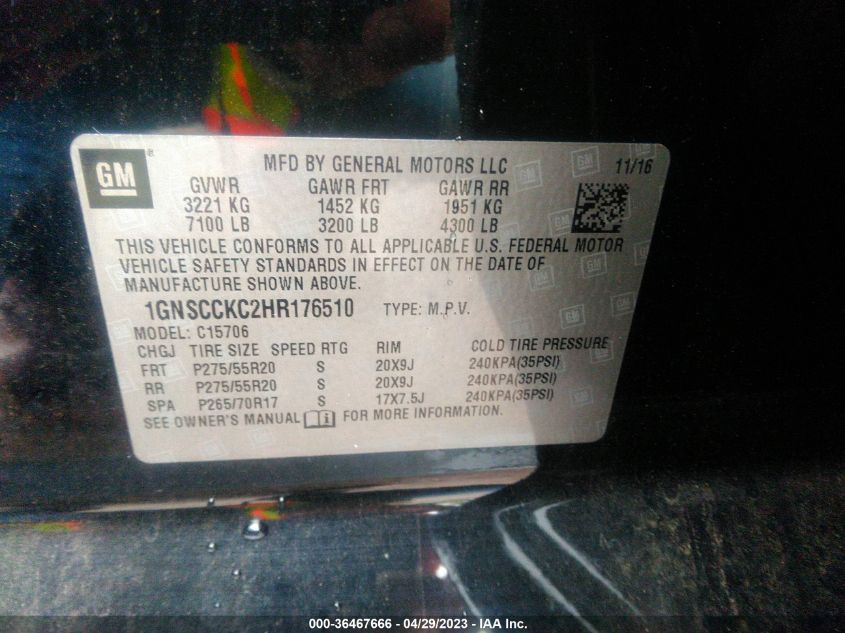 GM ®
MFD BY GENERAL MOTORS LLC 11/16
GVWR GAWR FRT GAWR RR
3221 KG 1452 KG 1951 KG
7100 LB 3200 LB 4300 LB
THIS VEHICLE CONFORMS TO ALL APPLICABLE U.S. FEDERAL MOTOR
VEHICLE SAFETY STANDARDS IN EFFECT ON THE DATE OF
MANUFACTURE SHOWN ABOVE.
1GNSCCKC2HR176510 TYPE: M.P.V.
MODEL: C15706
CHGJ TIRE SIZE SPEED RTG RIM COLD TIRE PRESSURE
FRT P275/55R20 S 20X9J 240KPA(35PSI)
RR P275/55R20 S 20X9J 240KPA(35PSI)
SPA P265/70R17 S 17X7.5J 240KPA(35PSI)
SEE OWNER'S MANUAL i FOR MORE INFORMATION.
000-36467666 - 04/29/2023 - IAA Inc.